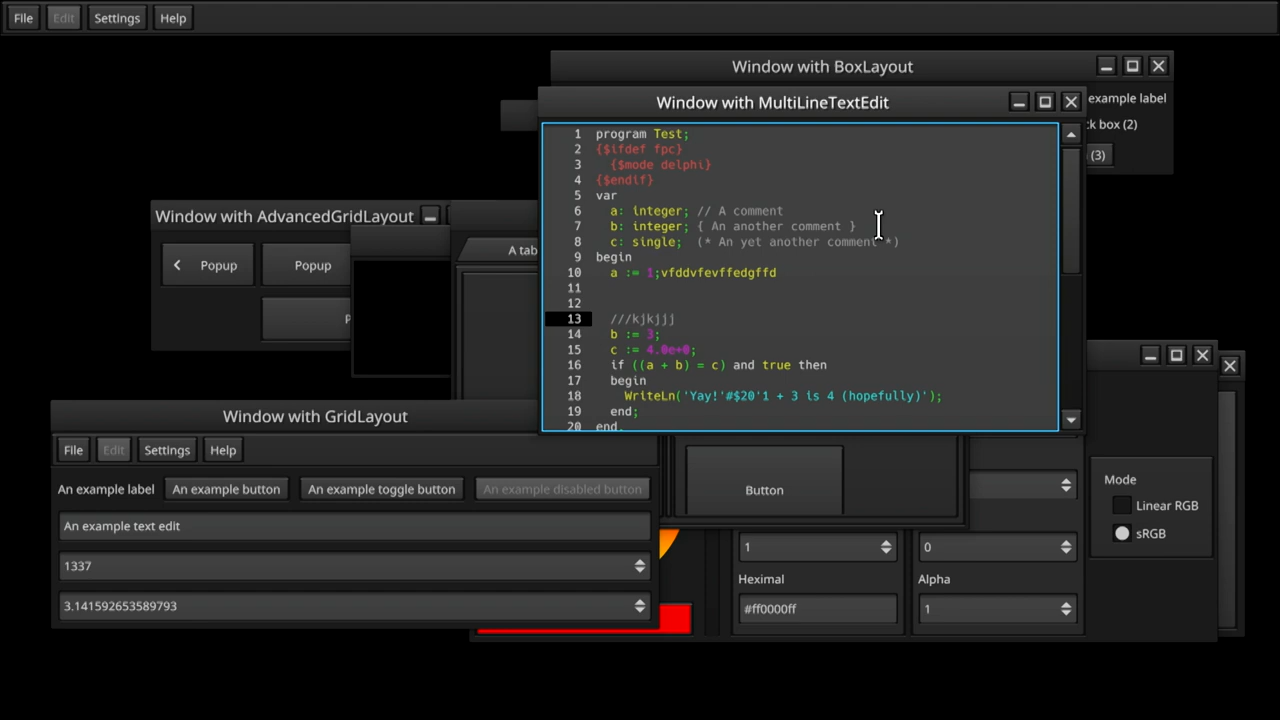 File Edit Settings Help
Window with BoxLayout
example label
ck box (2)
(3)
Window with MultiLineTextEdit
1 program Test;
2 {$ifdef fpc}
3   {$mode delphi}
4 {$endif}
5 var
6   a: integer; // A comment
7   b: integer; { An another comment }
8   c: single;  (* An yet another comment *)
9 begin
10   a := 1;vfddvfevffedgffd
11
12
13   ///kjkjjj
14   b := 3;
15   c := 4.0e+0;
16   if ((a + b) = c) and true then
17   begin
18     WriteLn('Yay!'#$20'1 + 3 is 4 (hopefully)');
19   end;
20 end.
Window with AdvancedGridLayout
Popup Popup
P
A tab
Window with GridLayout
File Edit Settings Help
An example label An example button An example toggle button An example disabled button
An example text edit
1337
3.141592653589793
Button
1 0
Heximal Alpha
#ff0000ff 1
Mode
Linear RGB
sRGB